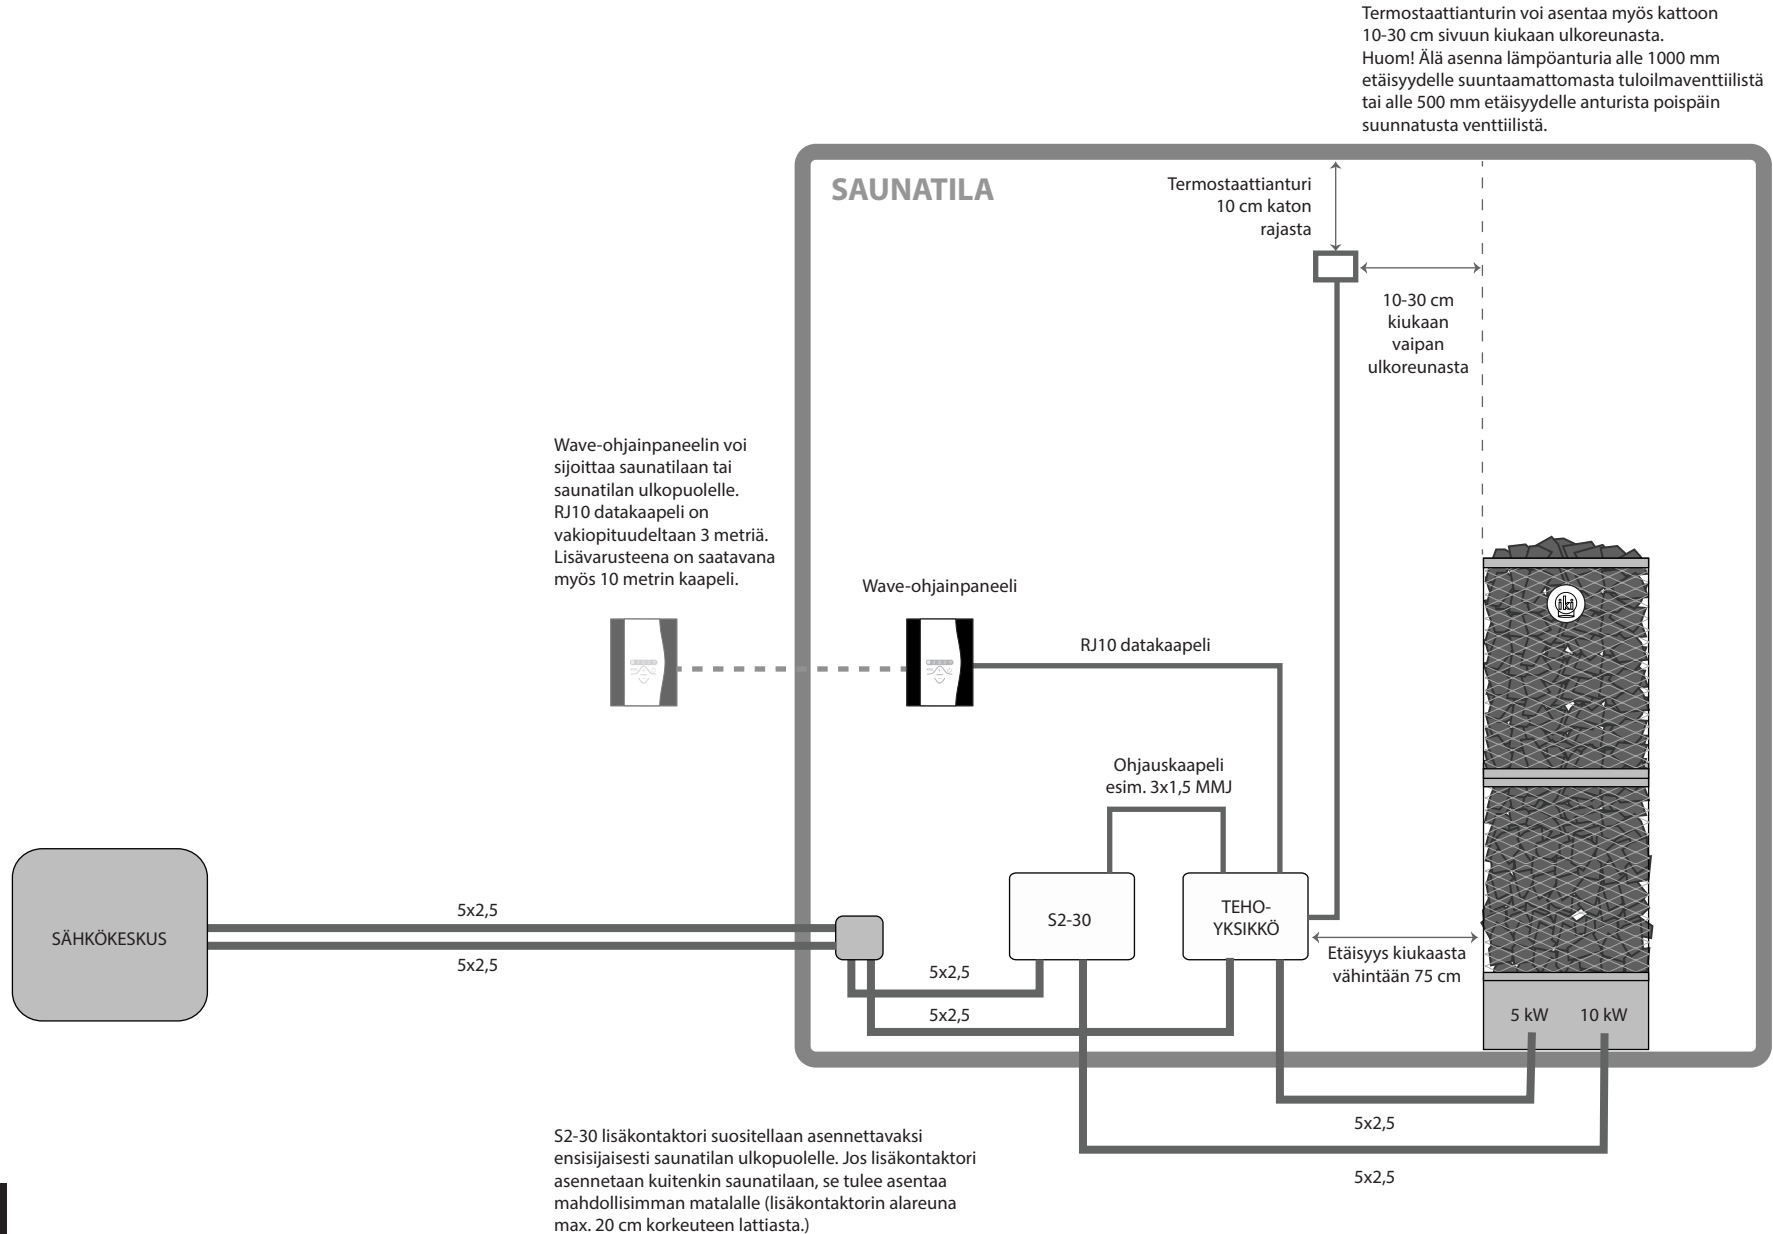 Termostaattianturin voi asentaa myös kattoon
10-30 cm sivuun kiukaan ulkoreunasta.
Huom! Älä asenna lämpöanturia alle 1000 mm
etäisyydelle suuntaamattomasta tuloilmaventtiilistä
tai alle 500 mm etäisyydelle anturista poispäin
suunnatusta venttiilistä.
SAUNATILA
Termostaattianturi
10 cm katon
rajasta
10-30 cm
kiukaan
vaipan
ulkoreunasta
Wave-ohjainpaneelin voi
sijoittaa saunatilaan tai
saunatilan ulkopuolelle.
RJ10 datakaapeli on
vakiopituudeltaan 3 metriä.
Lisävarusteena on saatavana
myös 10 metrin kaapeli.
Wave-ohjainpaneeli
iki
RJ10 datakaapeli
Ohjauskaapeli
esim. 3x1,5 MMJ
SÄHKÖKESKUS
5x2,5
5x2,5
S2-30
TEHO-
YKSIKKÖ
Etäisyys kiukaasta
vähintään 75 cm
5x2,5
5x2,5
5 kW
10 kW
5x2,5
5x2,5
S2-30 lisäkontaktori suositellaan asennettavaksi
ensisijaisesti saunatilan ulkopuolelle. Jos lisäkontaktori
asennetaan kuitenkin saunatilaan, se tulee asentaa
mahdollisimman matalalle (lisäkontaktorin alareuna
max. 20 cm korkeuteen lattiasta.)